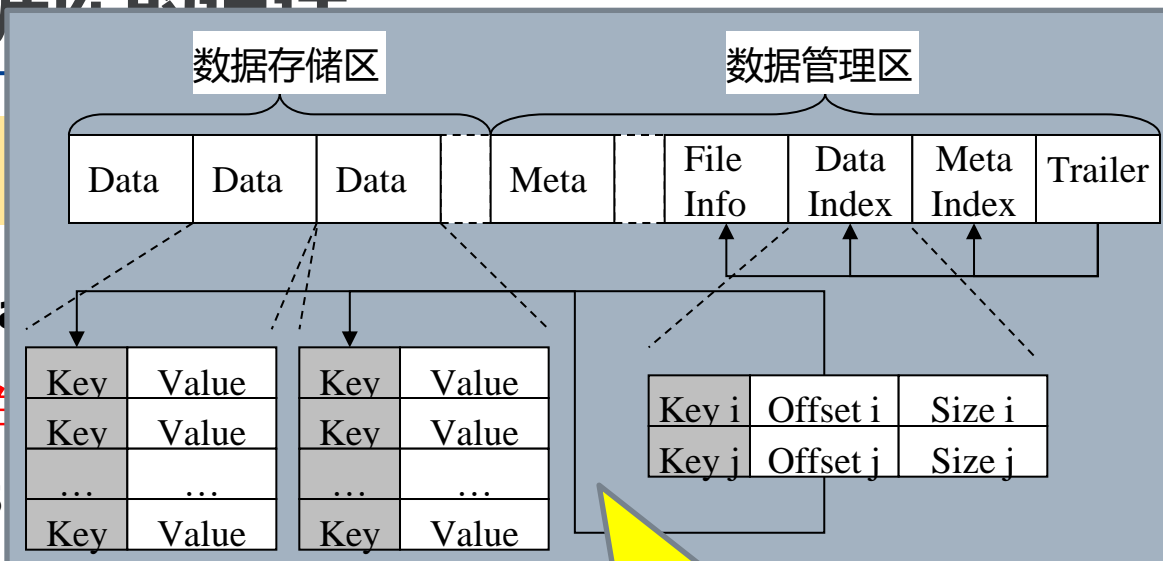 数据存储区
数据管理区
Data Data Data Meta File Info Data Index Meta Index Trailer
Key Value Key Value
Key Value Key Value
… … … …
Key Value Key Value
Key i Offset i Size i
Key j Offset j Size j